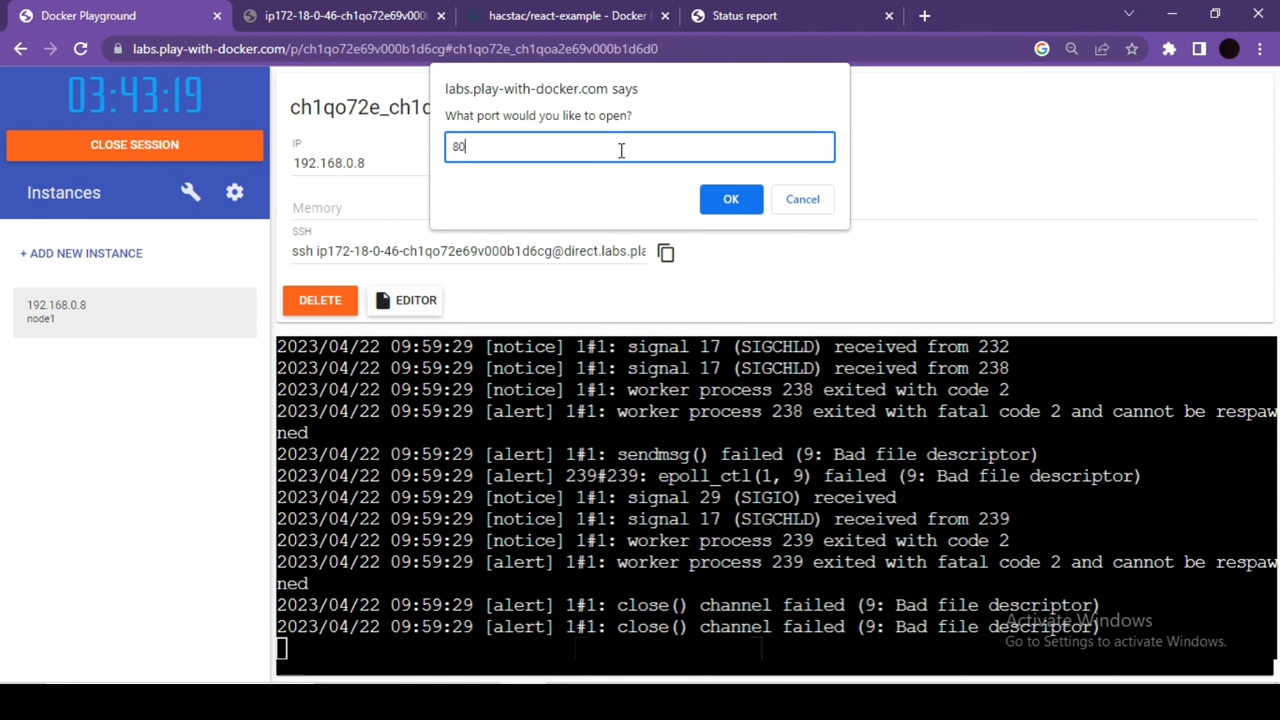 Docker Playground
ip172-18-0-46-ch1qo72e69v000
hacstac/react-example - Docker
Status report
labs.play-with-docker.com/p/ch1qo72e69v000b1d6cg#ch1qo72e_ch1qoa2e69v000b1d6d0
03:43:19
CLOSE SESSION
Instances
+ ADD NEW INSTANCE
192.168.0.8
node1
ch1qo72e_ch1q
IP
192.168.0.8
Memory
SSH
ssh ip172-18-0-46-ch1qo72e69v000b1d6cg@direct.labs.pla
DELETE
EDITOR
labs.play-with-docker.com says
What port would you like to open?
80
OK
Cancel
2023/04/22 09:59:29 [notice] 1#1: signal 17 (SIGCHLD) received from 232
2023/04/22 09:59:29 [notice] 1#1: signal 17 (SIGCHLD) received from 238
2023/04/22 09:59:29 [notice] 1#1: worker process 238 exited with code 2
2023/04/22 09:59:29 [alert] 1#1: worker process 238 exited with fatal code 2 and cannot be respaw
ned
2023/04/22 09:59:29 [alert] 1#1: sendmsg() failed (9: Bad file descriptor)
2023/04/22 09:59:29 [alert] 239#239: epoll_ctl(1, 9) failed (9: Bad file descriptor)
2023/04/22 09:59:29 [notice] 1#1: signal 29 (SIGIO) received
2023/04/22 09:59:29 [notice] 1#1: signal 17 (SIGCHLD) received from 239
2023/04/22 09:59:29 [notice] 1#1: worker process 239 exited with code 2
2023/04/22 09:59:29 [alert] 1#1: worker process 239 exited with fatal code 2 and cannot be respaw
ned
2023/04/22 09:59:29 [alert] 1#1: close() channel failed (9: Bad file descriptor)
2023/04/22 09:59:29 [alert] 1#1: close() channel failed (9: Bad file descriptor)
Activate Windows
Go to Settings to activate Windows.